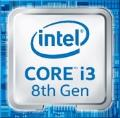 intel
CORE i3
8th Gen